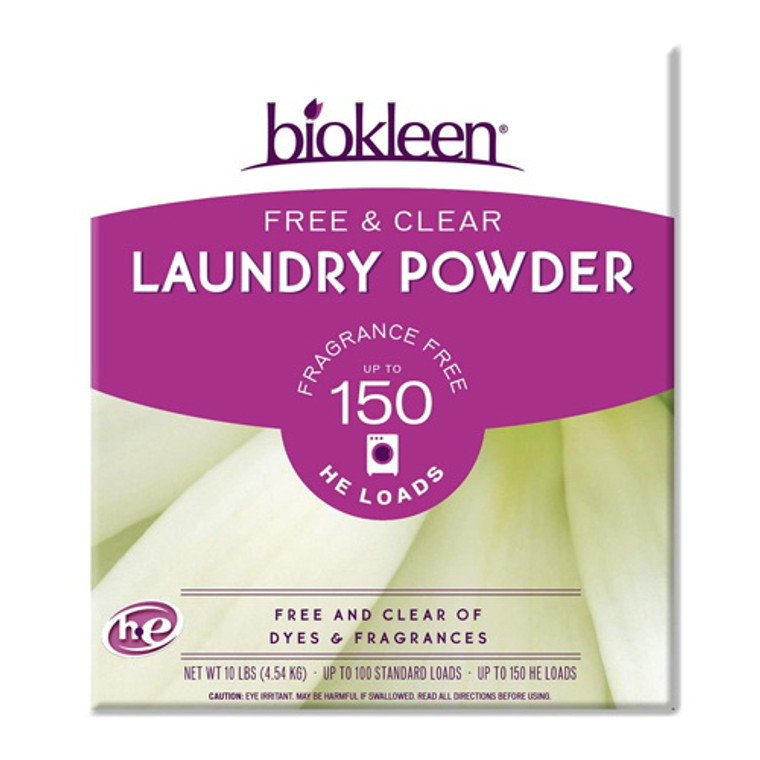 biokleen®
FREE & CLEAR
LAUNDRY POWDER
FRAGRANCE FREE
UP TO
150
HE LOADS
he
FREE AND CLEAR OF
DYES & FRAGRANCES
NET WT 10 LBS (4.54 KG) · UP TO 100 STANDARD LOADS · UP TO 150 HE LOADS
CAUTION: EYE IRRITANT. MAY BE HARMFUL IF SWALLOWED. READ ALL DIRECTIONS BEFORE USING.